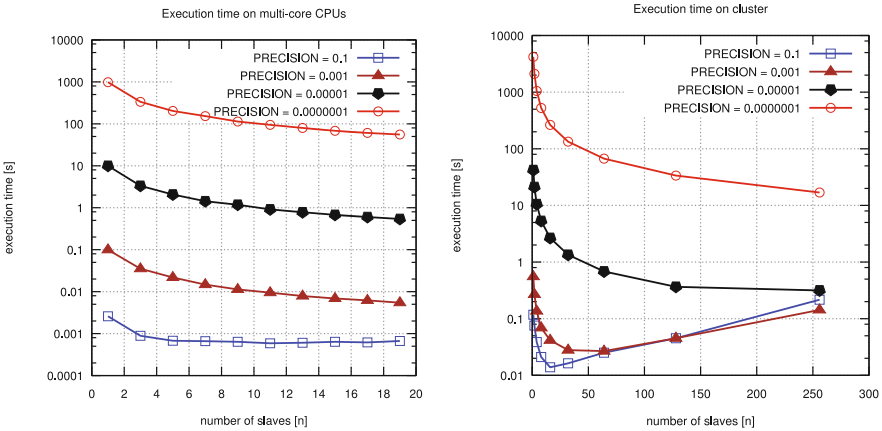 Execution time on multi-core CPUs
10000
1000
100
10
1
0.1
0.01
0.001
0.0001
execution time [s]
PRECISION = 0.1
PRECISION = 0.001
PRECISION = 0.00001
PRECISION = 0.0000001
0 2 4 6 8 10 12 14 16 18 20
number of slaves [n]
Execution time on cluster
10000
1000
100
10
1
0.1
0.01
execution time [s]
PRECISION = 0.1
PRECISION = 0.001
PRECISION = 0.00001
PRECISION = 0.0000001
0 50 100 150 200 250 300
number of slaves [n]